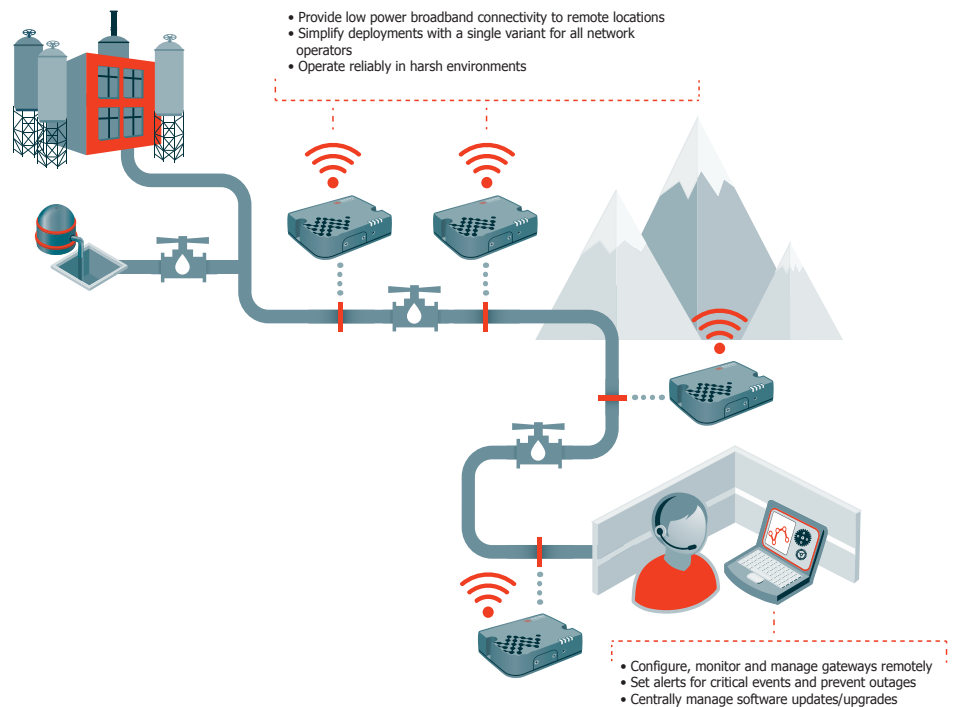 • Provide low power broadband connectivity to remote locations
• Simplify deployments with a single variant for all network
operators
• Operate reliably in harsh environments
• Configure, monitor and manage gateways remotely
• Set alerts for critical events and prevent outages
• Centrally manage software updates/upgrades